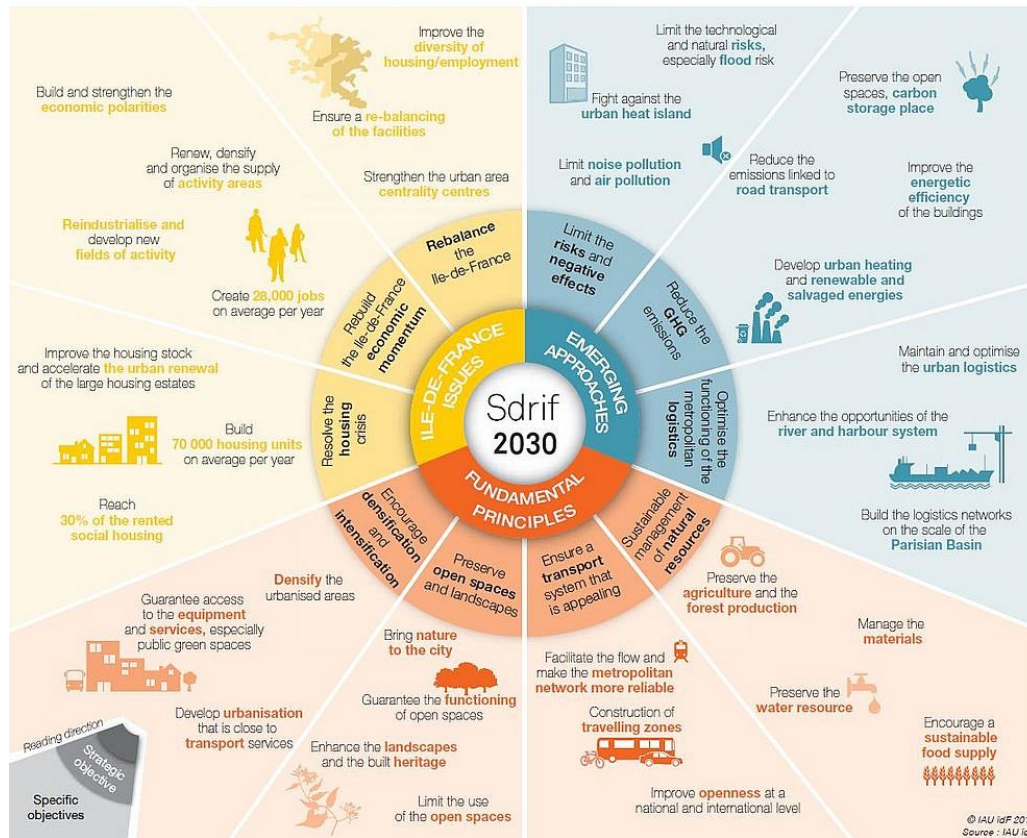 Sdrif
2030
ILE-DE-FRANCE
ISSUES
Rebalance
the
Ile-de-France
Improve the
diversity of
housing/employment
Ensure a re-balancing
of the facilities
Strengthen the urban area
centrality centres
Rebuild
the Ile-de-France
economic
momentum
Build and strengthen the
economic polarities
Renew, densify
and organise the supply
of activity areas
Reindustrialise and
develop new
fields of activity
Create 28,000 jobs
on average per year
Resolve the
housing
crisis
Improve the housing stock
and accelerate the urban renewal
of the large housing estates
Build
70 000 housing units
on average per year
Reach
30% of the rented
social housing
EMERGING
APPROACHES
Limit the
risks and
negative
effects
Limit the technological
and natural risks,
especially flood risk
Fight against the
urban heat island
Limit noise pollution
and air pollution
Reduce the
GHG
emissions
Preserve the open
spaces, carbon
storage place
Reduce the
emissions linked to
road transport
Improve the
energetic
efficiency
of the buildings
Develop urban heating
and renewable and
salvaged energies
Optimise the
functioning of the
metropolitan
logistics
Maintain and optimise
the urban logistics
Enhance the opportunities of the
river and harbour system
Build the logistics networks
on the scale of the
Parisian Basin
FUNDAMENTAL
PRINCIPLES
Encourage
densification
and
intensification
Densify the
urbanised areas
Guarantee access
to the equipment
and services, especially
public green spaces
Develop urbanisation
that is close to
transport services
Preserve
open spaces
and landscapes
Bring nature
to the city
Guarantee the functioning
of open spaces
Enhance the landscapes
and the built heritage
Limit the use
of the open spaces
Ensure a
transport
system that
is appealing
Facilitate the flow and
make the metropolitan
network more reliable
Construction of
travelling zones
Improve openness at a
national and international level
Sustainable
management
of natural
resources
Preserve the
agriculture and the
forest production
Manage the
materials
Preserve the
water resource
Encourage a
sustainable
food supply
Reading direction
Strategic
objective
Specific
objectives
© IAU îdF 20
Source : IAU